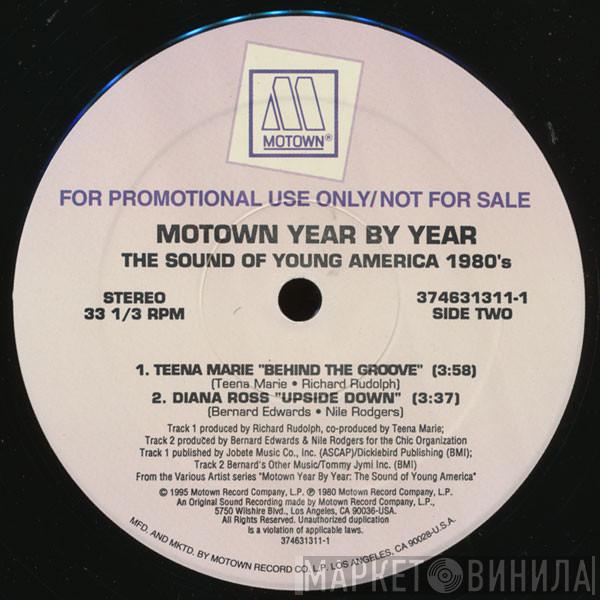 MOTOWN®
FOR PROMOTIONAL USE ONLY/NOT FOR SALE
MOTOWN YEAR BY YEAR
THE SOUND OF YOUNG AMERICA 1980's
STEREO
33 1/3 RPM
374631311-1
SIDE TWO
1. TEENA MARIE "BEHIND THE GROOVE" (3:58)
(Teena Marie • Richard Rudolph)
2. DIANA ROSS "UPSIDE DOWN" (3:37)
(Bernard Edwards • Nile Rodgers)
Track 1 produced by Richard Rudolph, co-produced by Teena Marie;
Track 2 produced by Bernard Edwards & Nile Rodgers for the Chic Organization
Track 1 published by Jobete Music Co., Inc. (ASCAP)/Dickiebird Publishing (BMI);
Track 2 Bernard's Other Music/Tommy Jymi Inc. (BMI)
From the Various Artist series "Motown Year By Year: The Sound of Young America"
© 1995 Motown Record Company, L.P. ℗ 1980 Motown Record Company, L.P.
An Original Sound Recording made by Motown Record Company, L.P.,
5750 Wilshire Blvd., Los Angeles, CA 90036-USA.
All Rights Reserved. Unauthorized duplication
is a violation of applicable laws.
374631311-1
MFD. AND MKTD. BY MOTOWN RECORD CO. L.P. LOS ANGELES, CA 90028-U.S.A.
МАРКЕТ ВИНИЛА